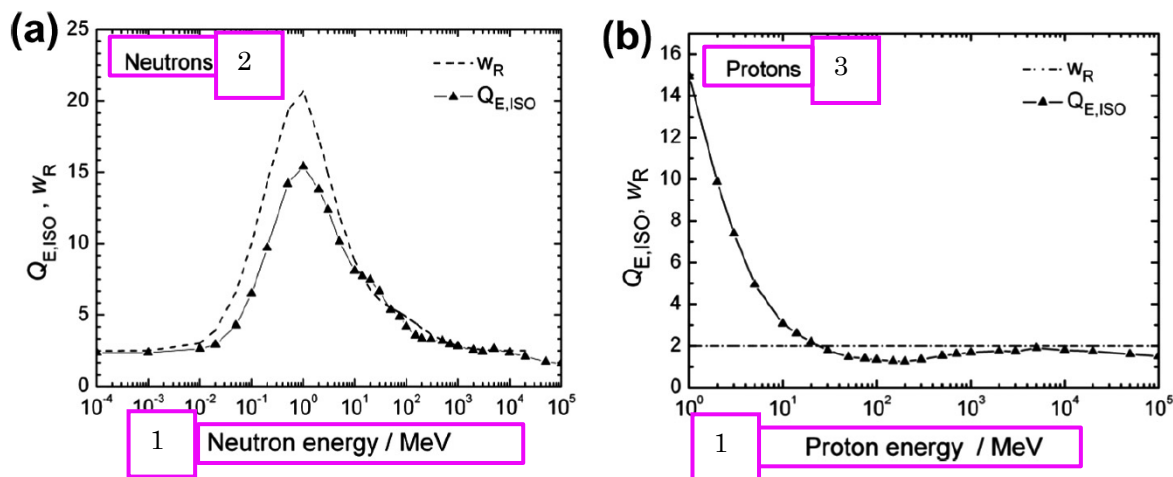 (a)
25
20
15
10
5
0
Neutrons
2
w_R
Q_E,ISO
Q_E,ISO , w_R
10^-4 10^-3 10^-2 10^-1 10^0 10^1 10^2 10^3 10^4 10^5
1
Neutron energy / MeV
(b)
16
14
12
10
8
6
4
2
0
Protons
3
w_R
Q_E,ISO
Q_E,ISO, w_R
10^0 10^1 10^2 10^3 10^4 10^5
1
Proton energy / MeV